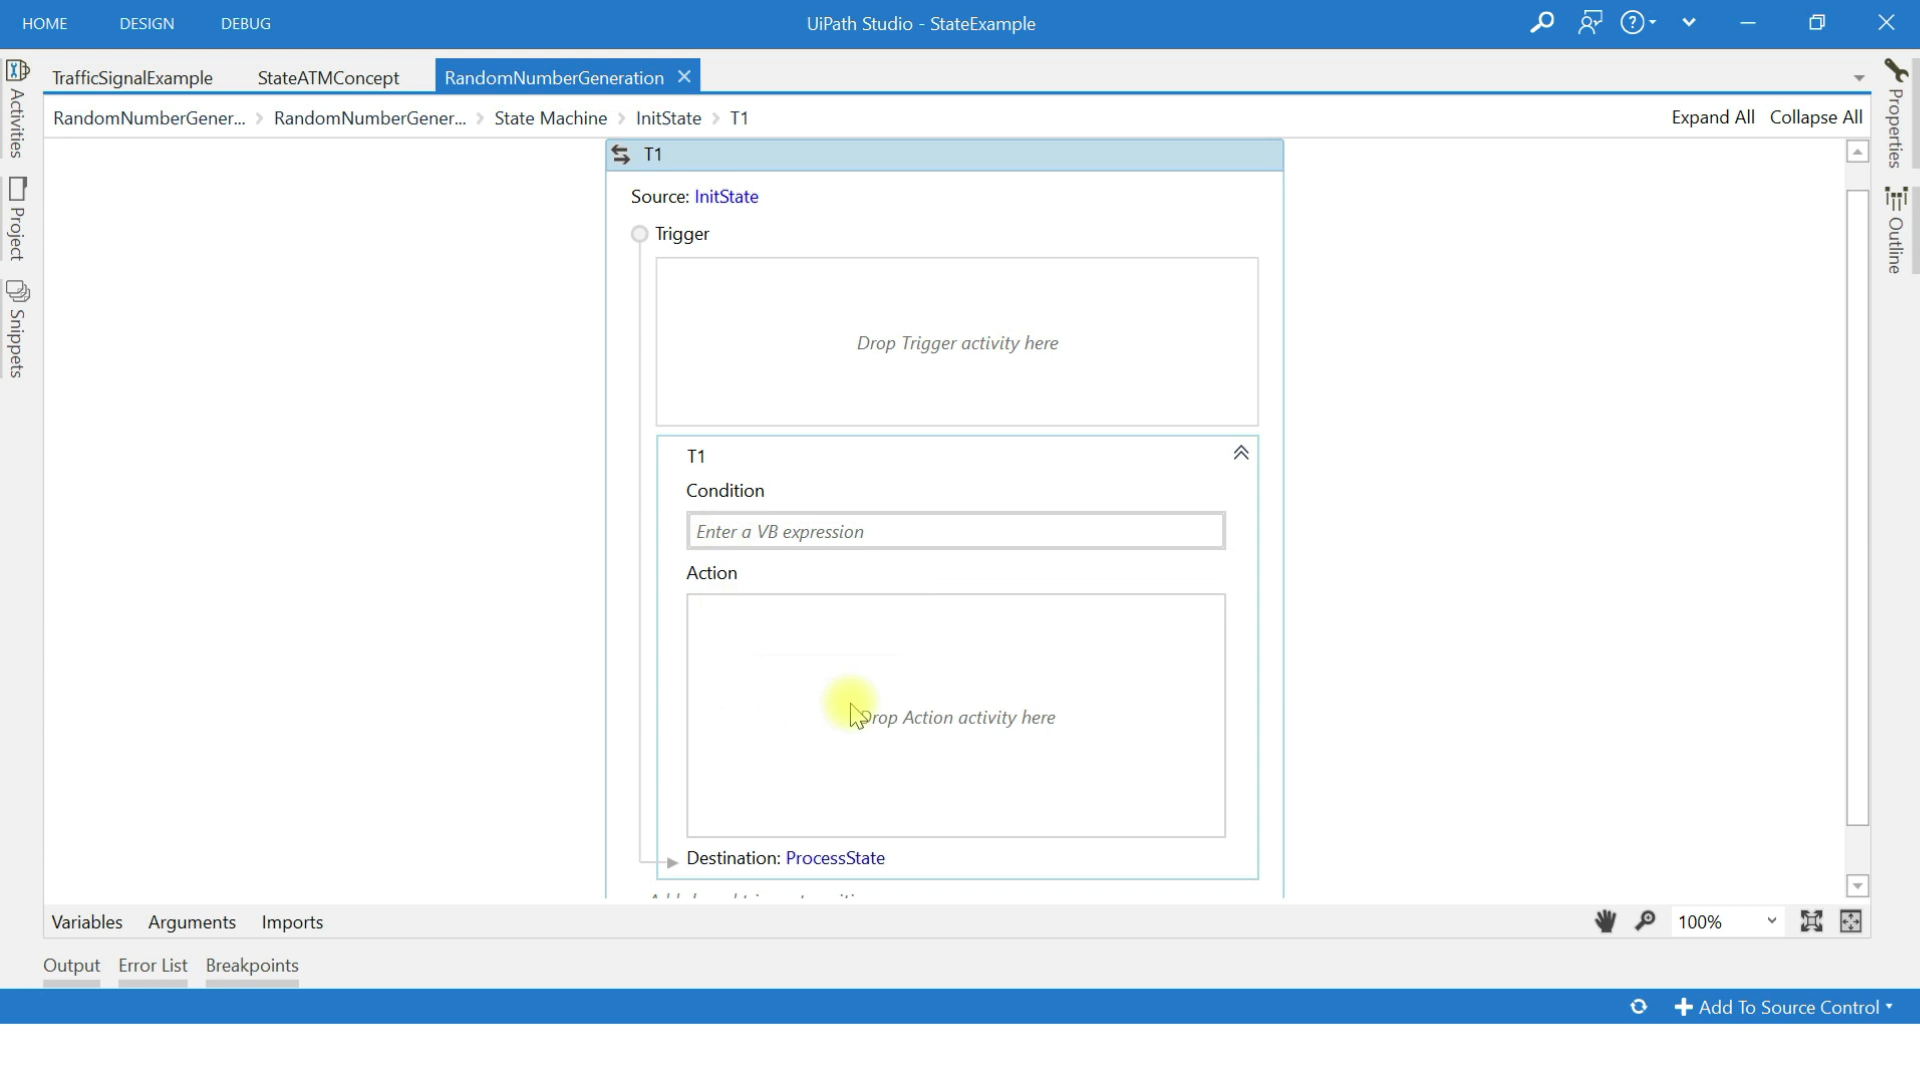 HOME DESIGN DEBUG UiPath Studio - StateExample
TrafficSignalExample StateATMConcept RandomNumberGeneration
RandomNumberGener... RandomNumberGener... State Machine InitState T1 Expand All Collapse All
Activities
Project
Snippets
Properties
Outline
T1
Source: InitState
Trigger
Drop Trigger activity here
T1
Condition
Enter a VB expression
Action
Drop Action activity here
Destination: ProcessState
Variables Arguments Imports 100%
Output Error List Breakpoints
Add To Source Control